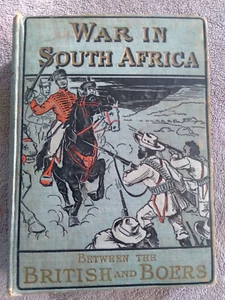 WAR IN
SOUTH AFRICA
BETWEEN THE
BRITISH AND BOERS